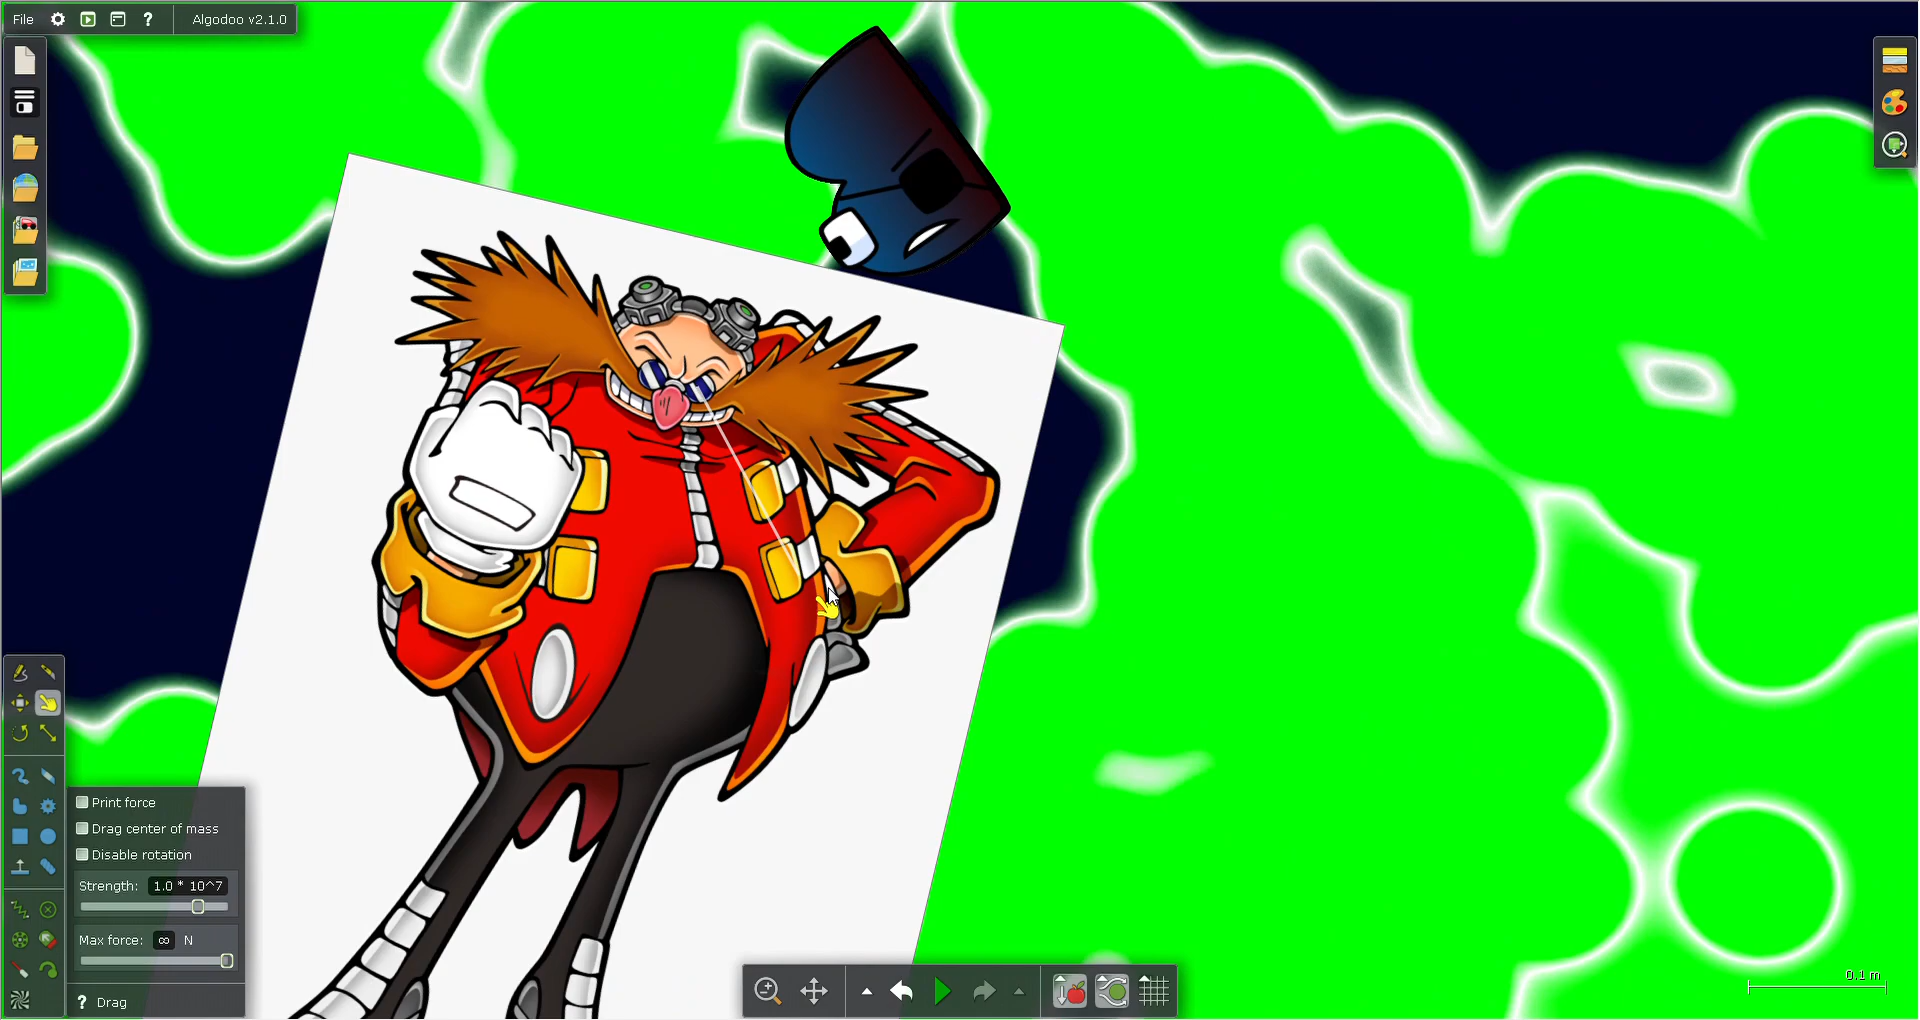 File ? Algodoo v2.1.0
Print force
Drag center of mass
Disable rotation
Strength: 1.0 * 10^7
Max force: ∞ N
? Drag
0.1 m